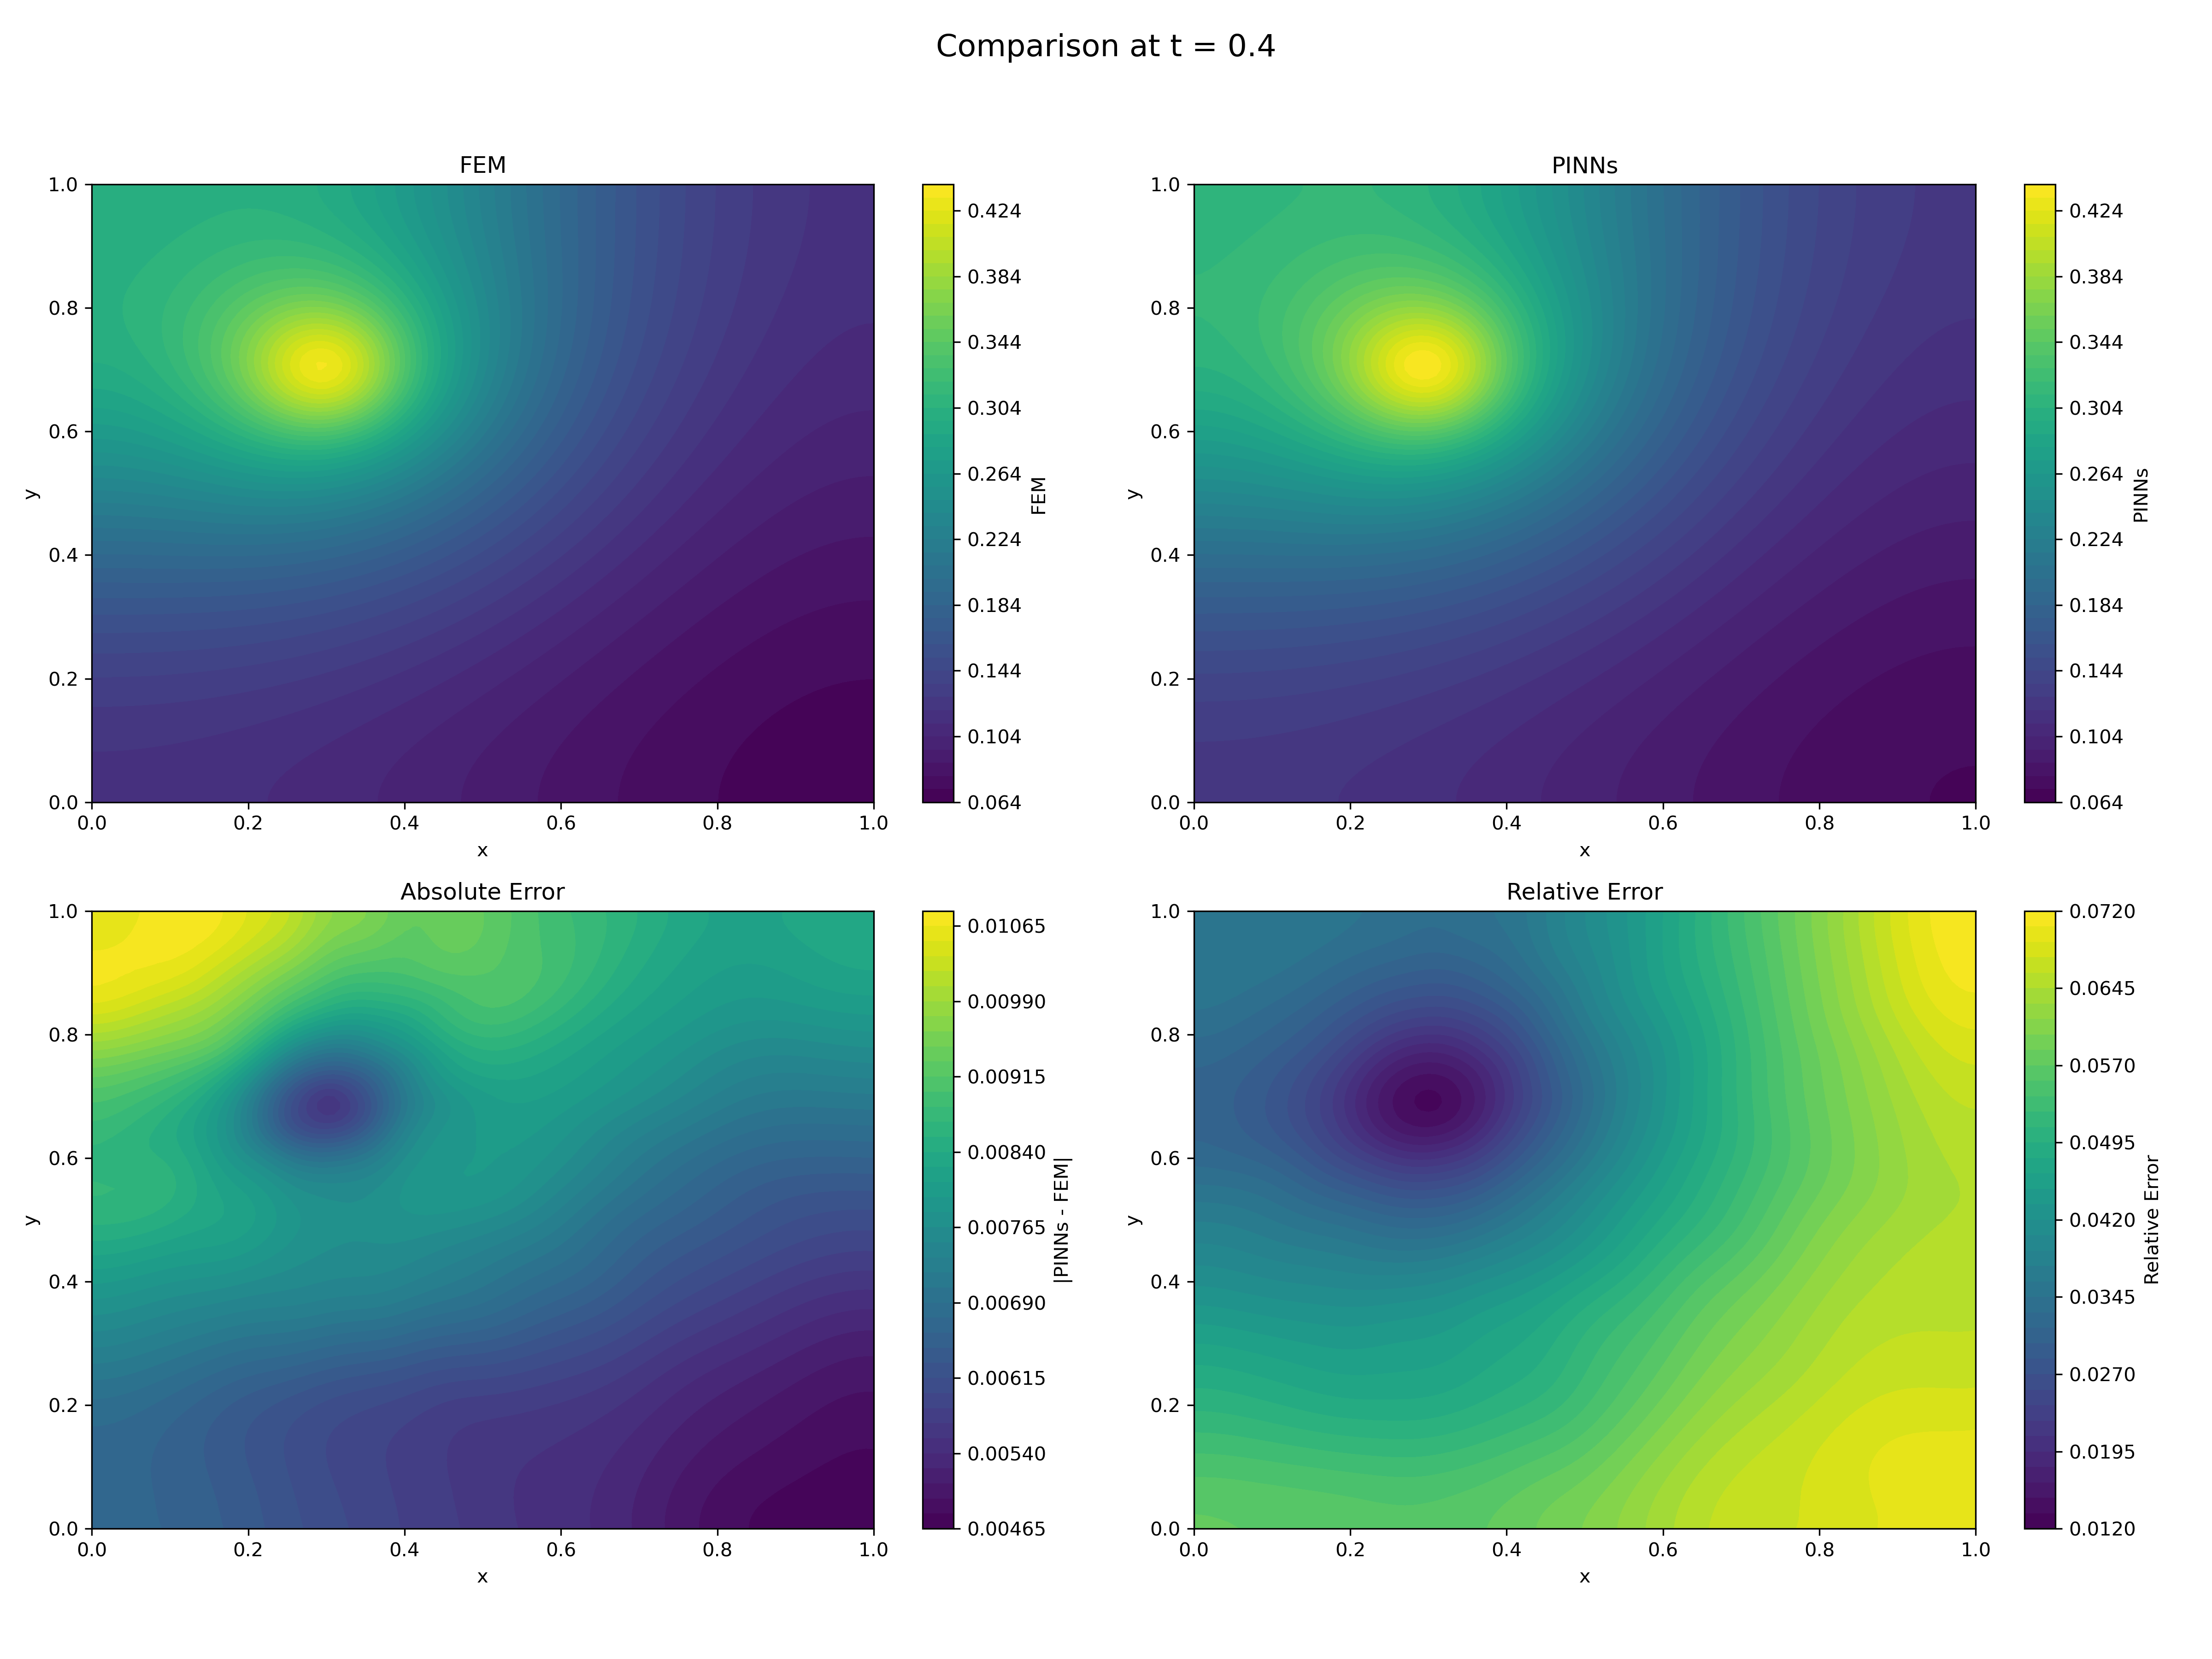 Comparison at t = 0.4
FEM
1.0
0.8
0.6
0.4
0.2
0.0
y
0.0 0.2 0.4 0.6 0.8 1.0
x
0.424
0.384
0.344
0.304
0.264
0.224
0.184
0.144
0.104
0.064
FEM
PINNs
1.0
0.8
0.6
0.4
0.2
0.0
y
0.0 0.2 0.4 0.6 0.8 1.0
x
0.424
0.384
0.344
0.304
0.264
0.224
0.184
0.144
0.104
0.064
PINNs
Absolute Error
1.0
0.8
0.6
0.4
0.2
0.0
y
0.0 0.2 0.4 0.6 0.8 1.0
x
0.01065
0.00990
0.00915
0.00840
0.00765
0.00690
0.00615
0.00540
0.00465
|PINNs - FEM|
Relative Error
1.0
0.8
0.6
0.4
0.2
0.0
y
0.0 0.2 0.4 0.6 0.8 1.0
x
0.0720
0.0645
0.0570
0.0495
0.0420
0.0345
0.0270
0.0195
0.0120
Relative Error